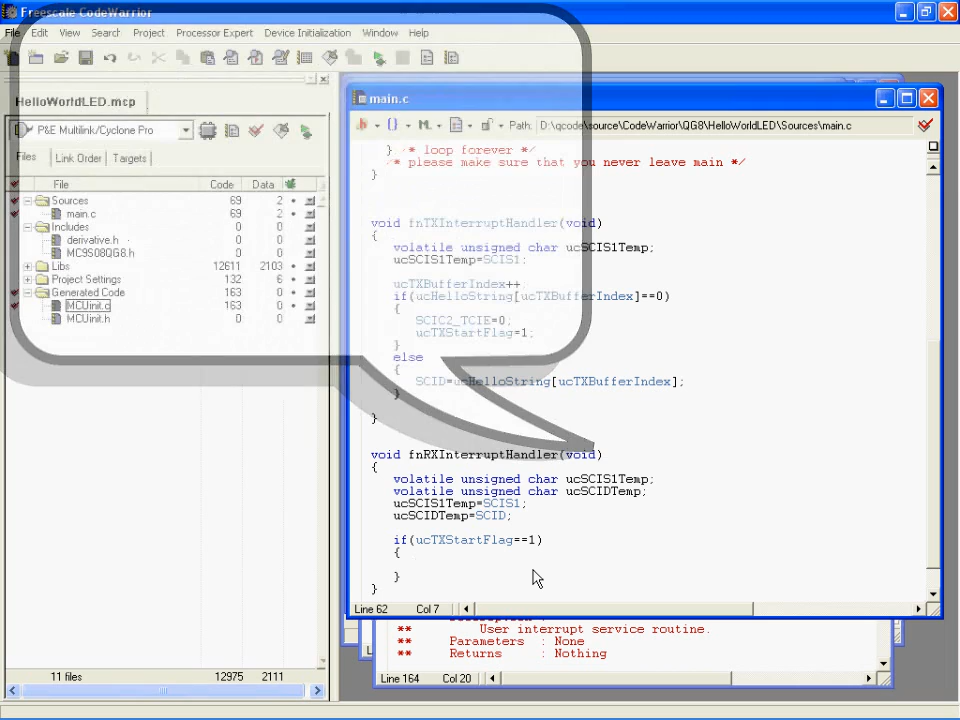 Freescale CodeWarrior
File Edit View Search Project Processor Expert Device Initialization Window Help
HelloWorldLED.mcp
P&E Multilink/Cyclone Pro
Files Link Order Targets
File Code Data
Sources 69 2
main.c 69 2
Includes 0 0
derivative.h 0 0
MC9S08QG8.h 0 0
Libs 12611 2103
Project Settings 132 6
Generated Code 163 0
MCUinit.c 163 0
MCUinit.h 0 0
11 files 12975 2111
main.c
Path: D:\qcode\source\CodeWarrior\QG8\HelloWorldLED\Sources\main.c
} /* loop forever */
/* please make sure that you never leave main */
}
void fnTXInterruptHandler(void)
{
volatile unsigned char ucSCIS1Temp;
ucSCIS1Temp=SCIS1;
ucTXBufferIndex++
if(ucHelloString[ucTXBufferIndex]==0)
{
SCIC2_TCIE=0;
ucTXStartFlag=1;
}
else
{
SCID=ucHelloString[ucTXBufferIndex];
}
}
void fnRXInterruptHandler(void)
{
volatile unsigned char ucSCIS1Temp;
volatile unsigned char ucSCIDTemp;
ucSCIS1Temp=SCIS1;
ucSCIDTemp=SCID;
if(ucTXStartFlag==1)
{
}
}
Line 62 Col 7
** User interrupt service routine.
** Parameters : None
** Returns : Nothing
Line 164 Col 20